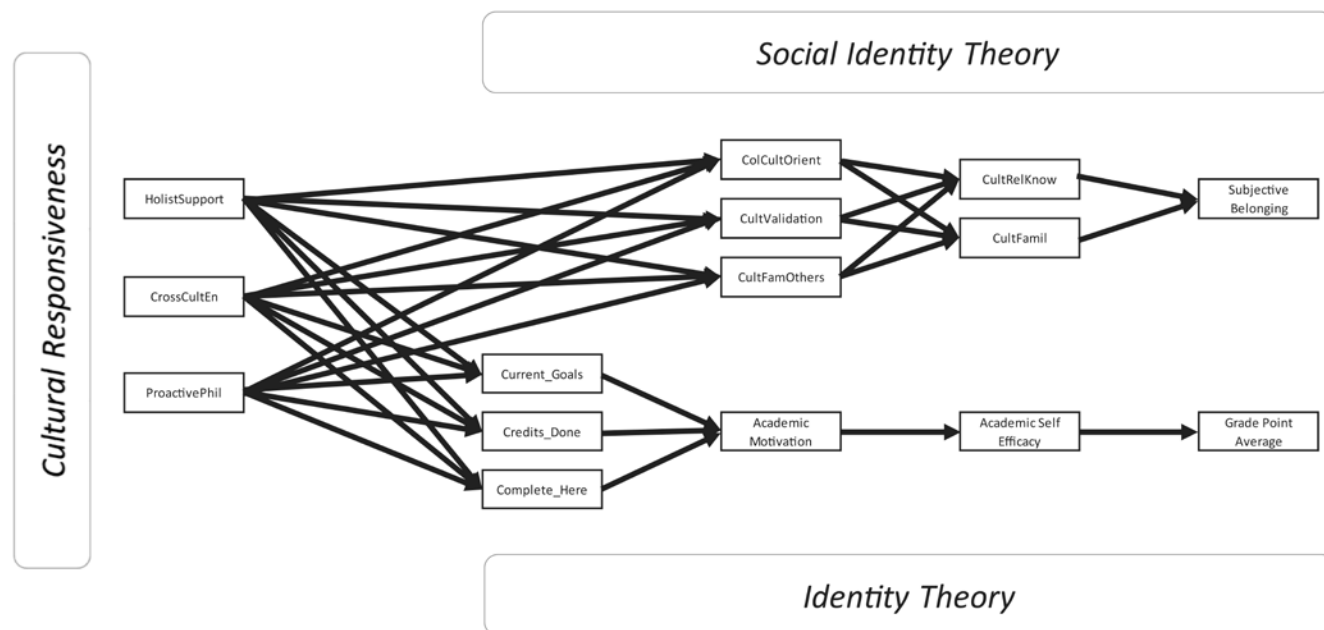 Social Identity Theory
Cultural Responsiveness
HolistSupport
CrossCultEn
ProactivePhil
ColCultOrient
CultValidation
CultFamOthers
CultRelKnow
CultFamil
Subjective
Belonging
Current_Goals
Credits_Done
Complete_Here
Academic
Motivation
Academic Self
Efficacy
Grade Point
Average
Identity Theory